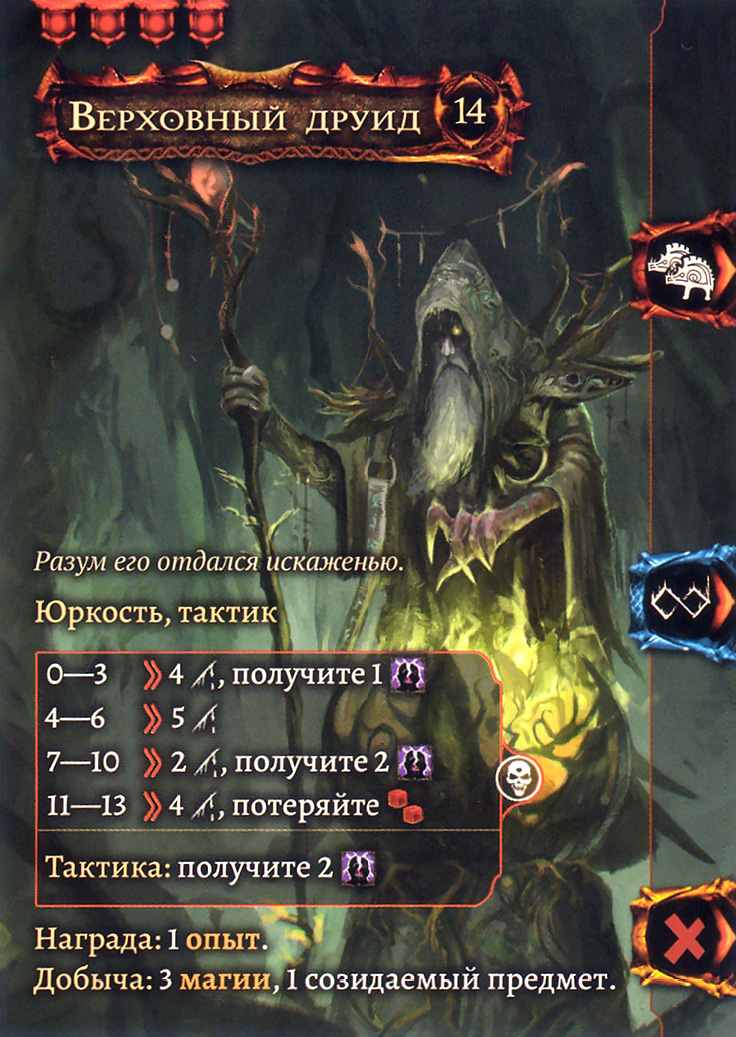 Верховный друид 14
Разум его отдался искаженью.
Юркость, тактик
0—3 4 , получите 1
4—6 5
7—10 2 , получите 2
11—13 4 , потеряйте
Тактика: получите 2
Награда: 1 опыт.
Добыча: 3 магии, 1 созидаемый предмет.